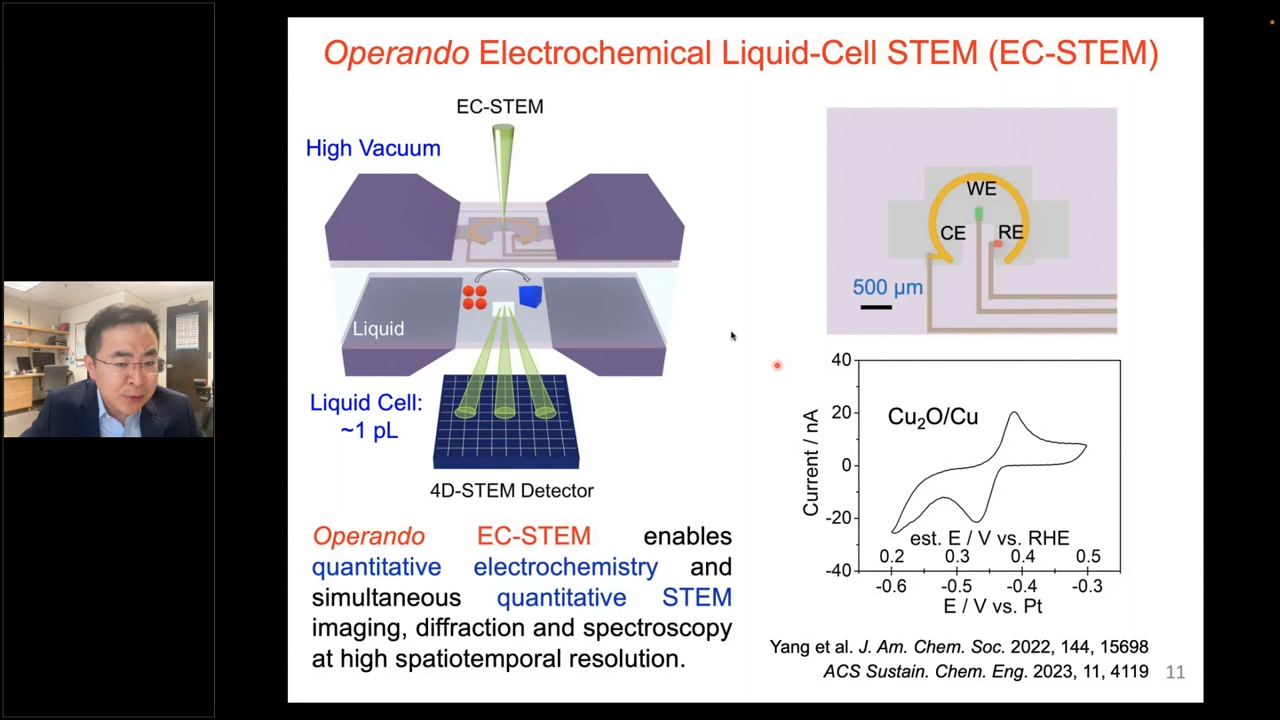 Operando Electrochemical Liquid-Cell STEM (EC-STEM)
EC-STEM
High Vacuum
Liquid
Liquid Cell:
~1 pL
4D-STEM Detector
Operando EC-STEM enables
quantitative electrochemistry and
simultaneous quantitative STEM
imaging, diffraction and spectroscopy
at high spatiotemporal resolution.
WE
CE RE
500 µm
40
20
0
-20
-40
Current / nA
Cu₂O/Cu
est. E / V vs. RHE
0.2 0.3 0.4 0.5
-0.6 -0.5 -0.4 -0.3
E / V vs. Pt
Yang et al. J. Am. Chem. Soc. 2022, 144, 15698
ACS Sustain. Chem. Eng. 2023, 11, 4119
11